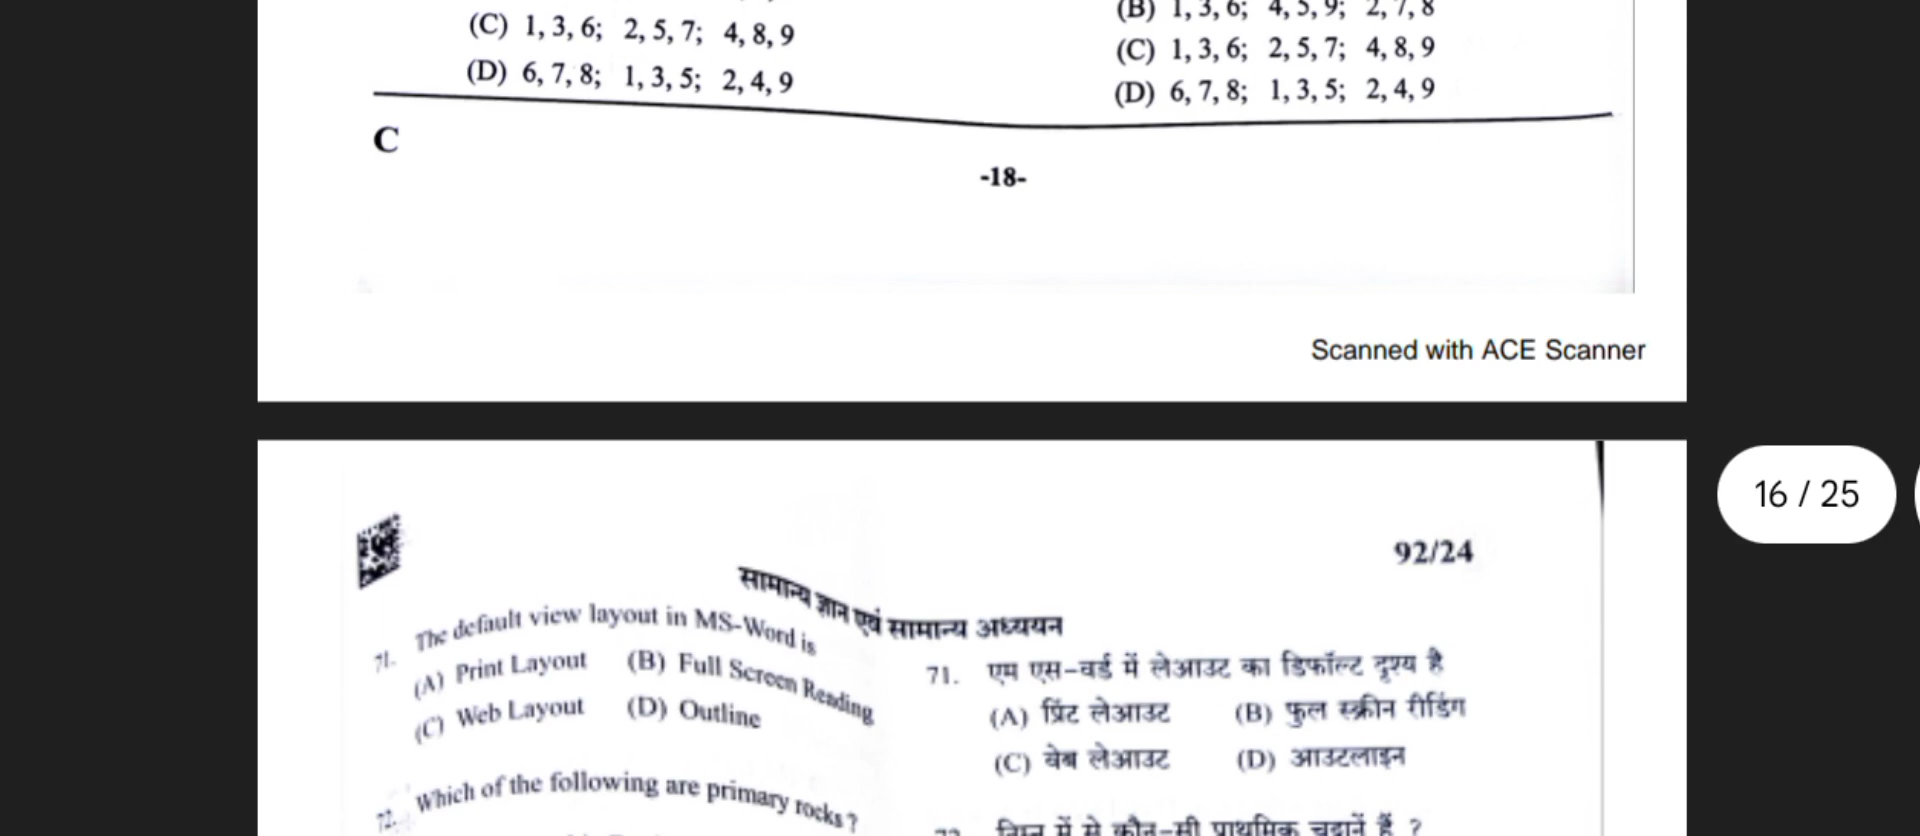 (C) 1, 3, 6; 2, 5, 7; 4, 8, 9
(D) 6, 7, 8; 1, 3, 5; 2, 4, 9
(B) 1, 3, 6; 4, 5, 9; 2, 7, 8
(C) 1, 3, 6; 2, 5, 7; 4, 8, 9
(D) 6, 7, 8; 1, 3, 5; 2, 4, 9
C
-18-
Scanned with ACE Scanner
16 / 25
92/24
सामान्य ज्ञान एवं सामान्य अध्ययन
71. The default view layout in MS-Word is
(A) Print Layout (B) Full Screen Reading
(C) Web Layout (D) Outline
72. Which of the following are primary rocks ?
71. एम एस-वर्ड में लेआउट का डिफॉल्ट दृश्य है
(A) प्रिंट लेआउट (B) फुल स्क्रीन रीडिंग
(C) वेब लेआउट (D) आउटलाइन
72. निम्न में से कौन-सी प्राथमिक चट्टानें हैं ?